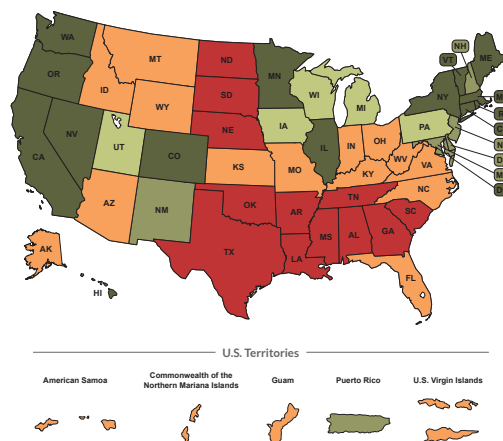 WA
OR
CA
NV
ID
MT
WY
UT
CO
AZ
NM
ND
SD
NE
KS
OK
TX
MN
IA
MO
AR
LA
WI
IL
MI
IN
OH
KY
TN
MS
AL
GA
SC
NC
VA
WV
PA
NY
VT
NH
ME
FL
AK
HI
U.S. Territories
American Samoa
Commonwealth of the
Northern Mariana Islands
Guam
Puerto Rico
U.S. Virgin Islands